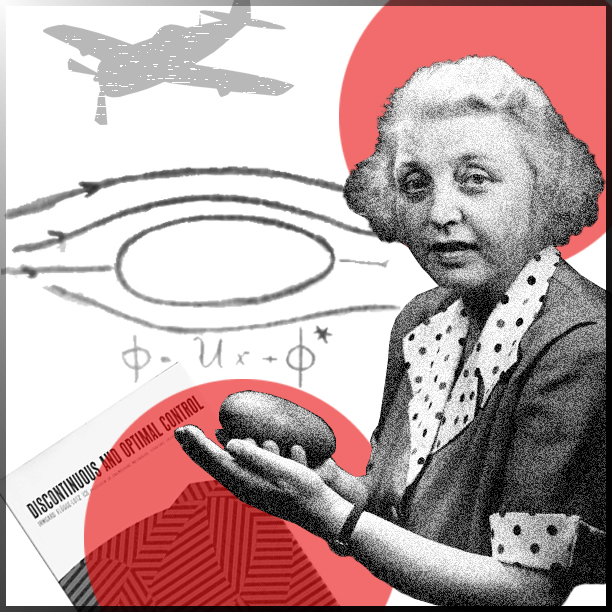 ϕ = Ux + ϕ*
DISCONTINUOUS AND OPTIMAL CONTROL